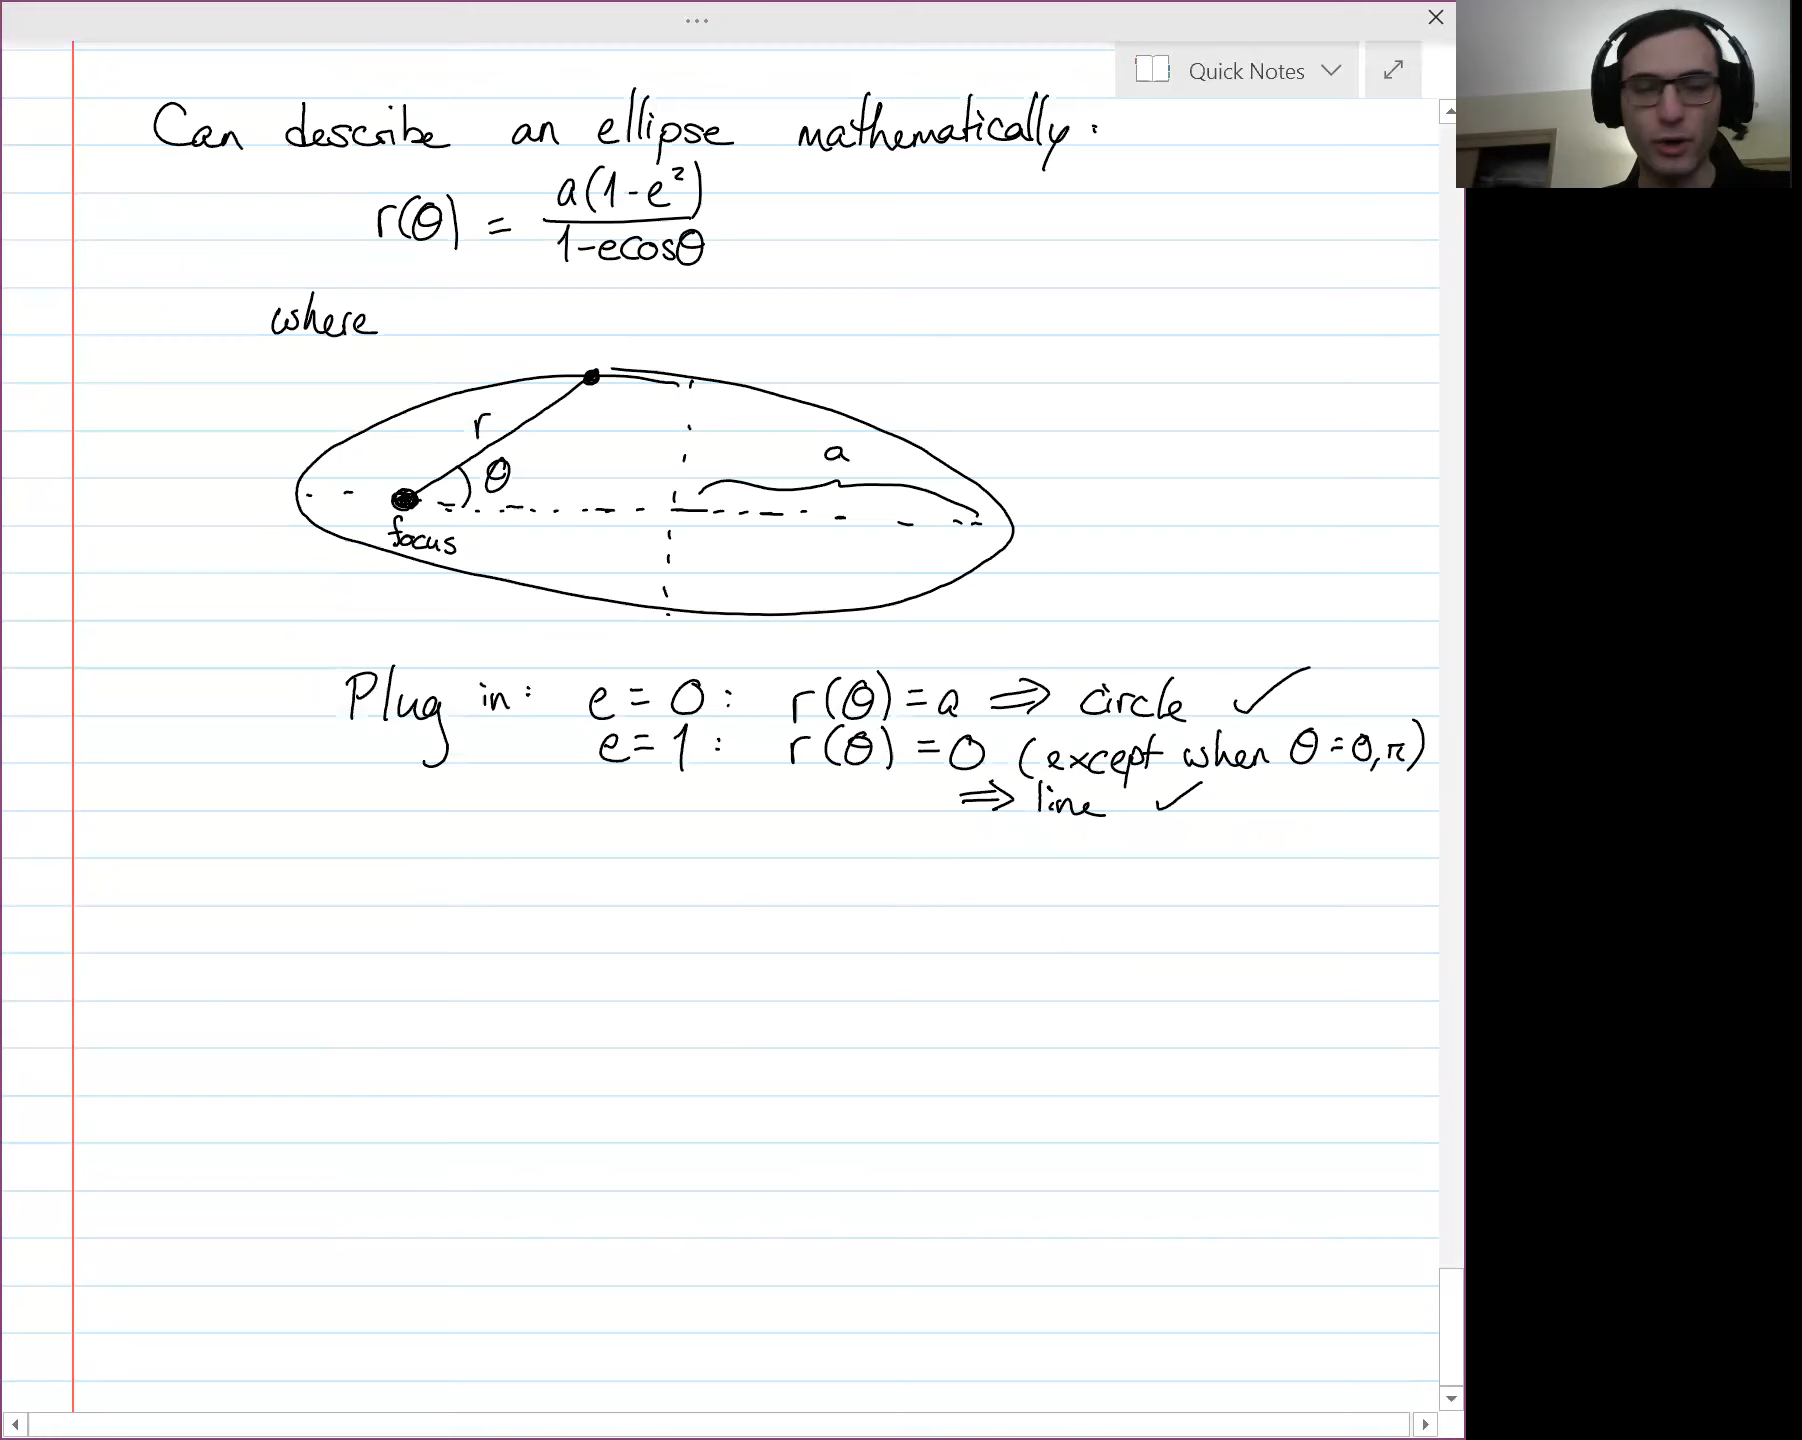 Quick Notes
Can describe an ellipse mathematically:
r(θ) = a(1-e²)
1-ecosθ
where
r
θ
a
focus
Plug in: e = 0: r(θ) = a ⇒ circle ✓
e = 1: r(θ) = 0 (except when θ = 0, π)
⇒ line ✓